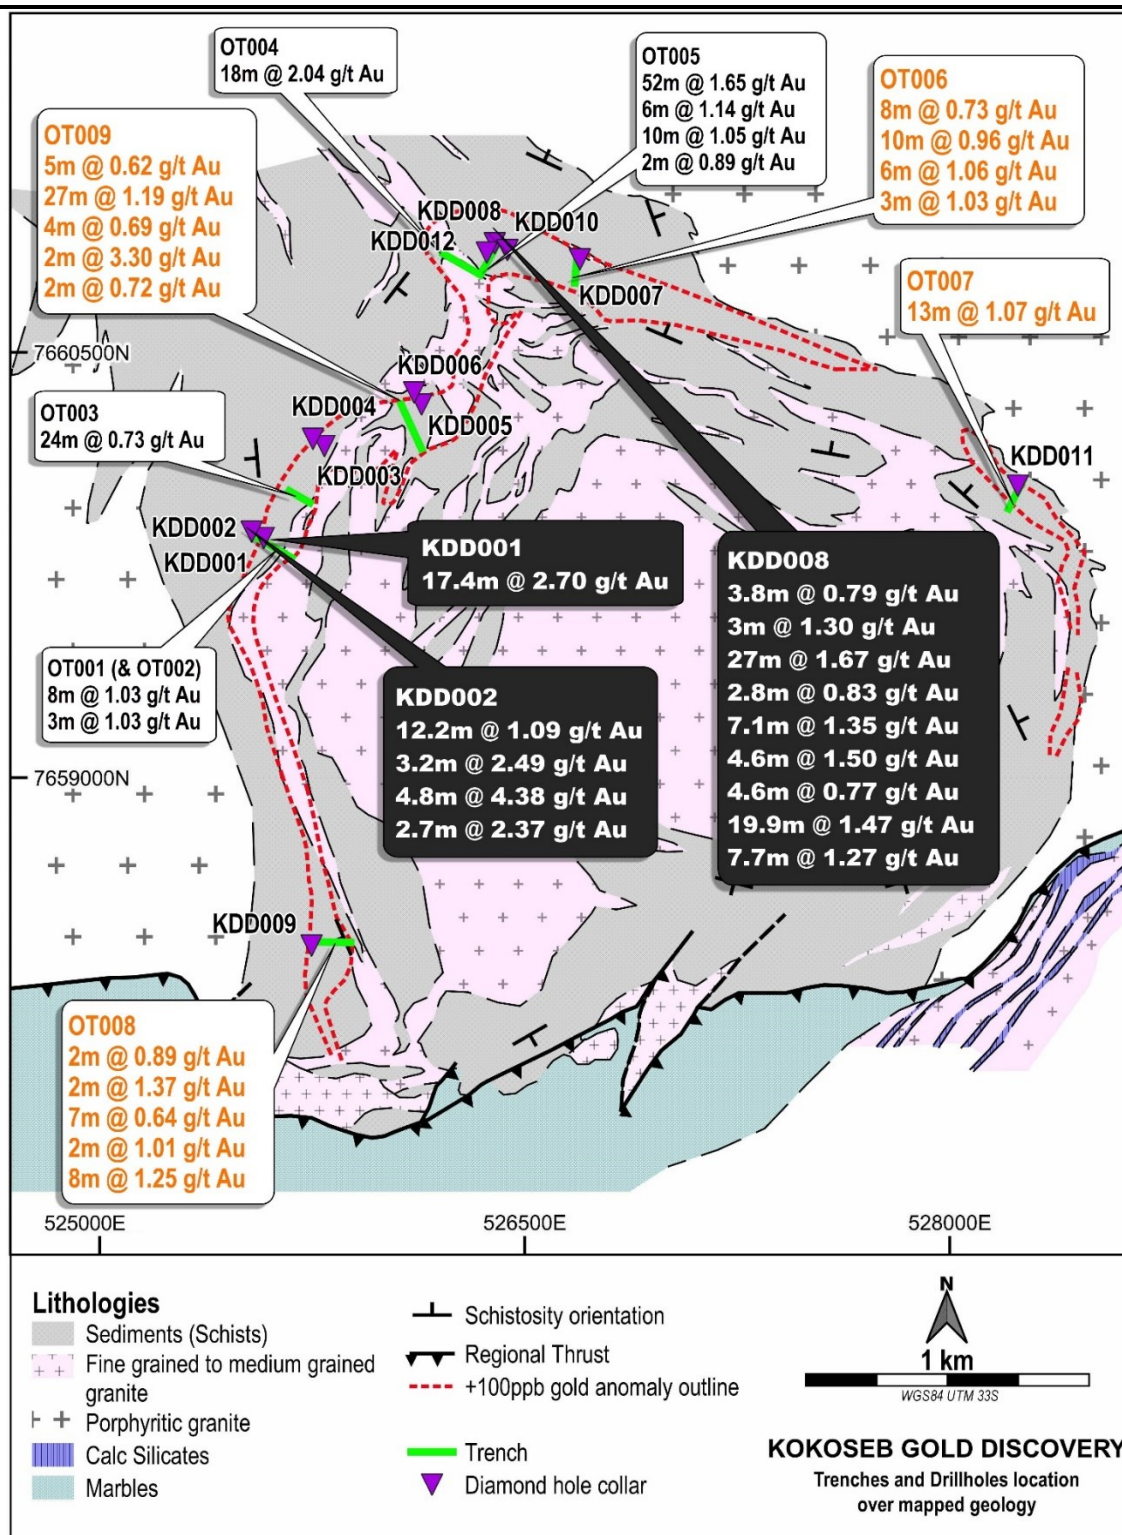 OT004
18m @ 2.04 g/t Au
OT005
52m @ 1.65 g/t Au
6m @ 1.14 g/t Au
10m @ 1.05 g/t Au
2m @ 0.89 g/t Au
OT006
8m @ 0.73 g/t Au
10m @ 0.96 g/t Au
6m @ 1.06 g/t Au
3m @ 1.03 g/t Au
OT009
5m @ 0.62 g/t Au
27m @ 1.19 g/t Au
4m @ 0.69 g/t Au
2m @ 3.30 g/t Au
2m @ 0.72 g/t Au
KDD008
KDD010
KDD012
KDD007
OT007
13m @ 1.07 g/t Au
7660500N
KDD006
OT003
24m @ 0.73 g/t Au
KDD004
KDD005
KDD003
KDD011
KDD002
KDD001
KDD001
17.4m @ 2.70 g/t Au
KDD008
3.8m @ 0.79 g/t Au
3m @ 1.30 g/t Au
27m @ 1.67 g/t Au
2.8m @ 0.83 g/t Au
7.1m @ 1.35 g/t Au
4.6m @ 1.50 g/t Au
4.6m @ 0.77 g/t Au
19.9m @ 1.47 g/t Au
7.7m @ 1.27 g/t Au
OT001 (& OT002)
8m @ 1.03 g/t Au
3m @ 1.03 g/t Au
KDD002
12.2m @ 1.09 g/t Au
3.2m @ 2.49 g/t Au
4.8m @ 4.38 g/t Au
2.7m @ 2.37 g/t Au
7659000N
KDD009
OT008
2m @ 0.89 g/t Au
2m @ 1.37 g/t Au
7m @ 0.64 g/t Au
2m @ 1.01 g/t Au
8m @ 1.25 g/t Au
525000E
526500E
528000E
Lithologies
Sediments (Schists)
Fine grained to medium grained
granite
Porphyritic granite
Calc Silicates
Marbles
Schistosity orientation
Regional Thrust
+100ppb gold anomaly outline
Trench
Diamond hole collar
N
1 km
WGS84 UTM 33S
KOKOSEB GOLD DISCOVERY
Trenches and Drillholes location
over mapped geology